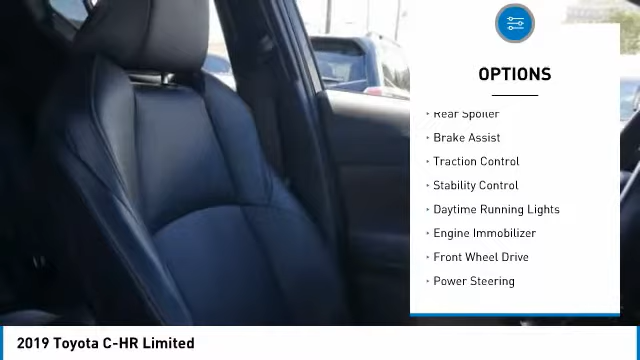 OPTIONS
Rear Spoiler
Brake Assist
Traction Control
Stability Control
Daytime Running Lights
Engine Immobilizer
Front Wheel Drive
Power Steering
2019 Toyota C-HR Limited